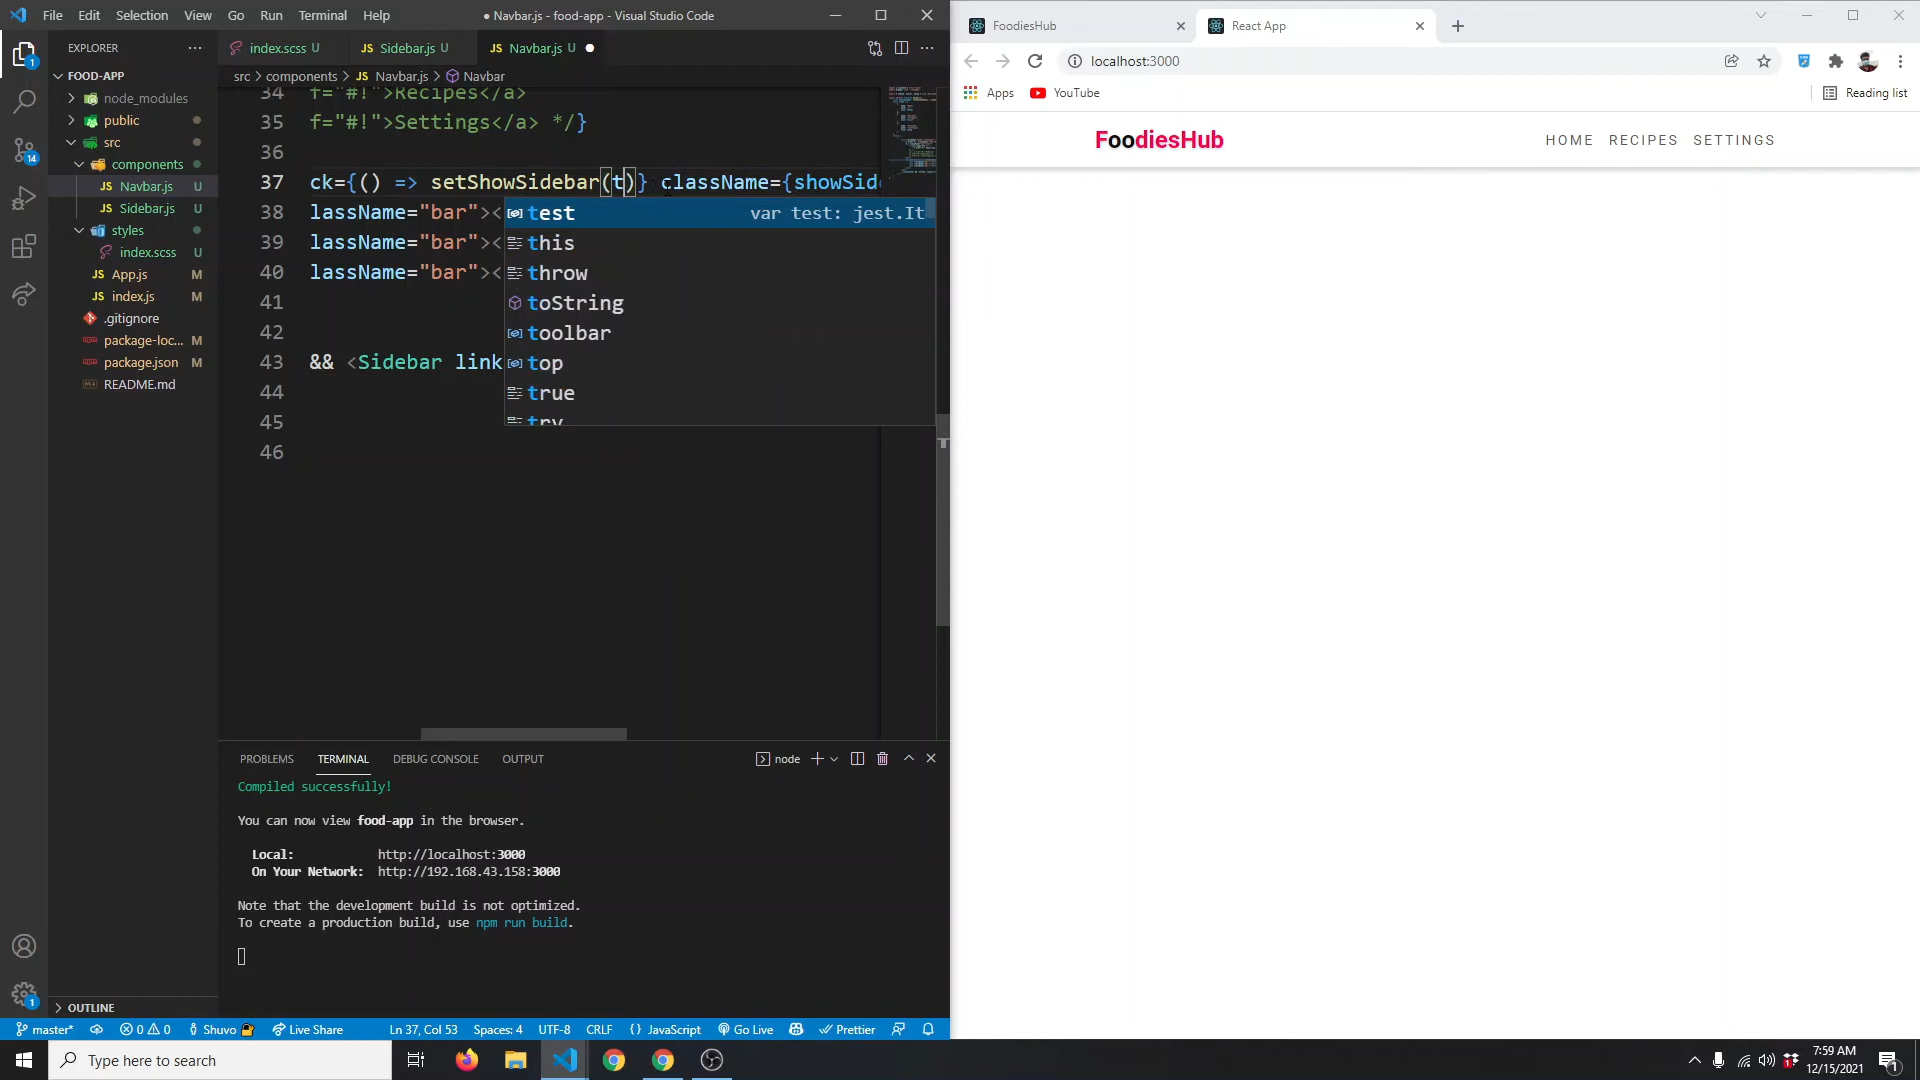 File Edit Selection View Go Run Terminal Help
● Navbar.js - food-app - Visual Studio Code
EXPLORER
FOOD-APP
node_modules
public
src
components
Navbar.js U
Sidebar.js U
styles
index.scss U
App.js M
index.js M
.gitignore
package-loc... M
package.json M
README.md
OUTLINE
index.scss U
Sidebar.js U
Navbar.js U
src > components > JS Navbar.js > Navbar
34 f="#!">Recipes</a>
35 f="#!">Settings</a> */}
36
37 ck={() => setShowSidebar(t)} className={showSid
38 lassName="bar"><
39 lassName="bar"><
40 lassName="bar"><
41
42
43 && <Sidebar link
44
45
46
test var test: jest.It
this
throw
toString
toolbar
top
true
try
PROBLEMS TERMINAL DEBUG CONSOLE OUTPUT
node
Compiled successfully!
You can now view food-app in the browser.
Local: http://localhost:3000
On Your Network: http://192.168.43.158:3000
Note that the development build is not optimized.
To create a production build, use npm run build.
1
14
1
master* 0 0 Shuvo Live Share Ln 37, Col 53 Spaces: 4 UTF-8 CRLF {} JavaScript Go Live Prettier
FoodiesHub
React App
localhost:3000
Apps YouTube Reading list
FoodiesHub HOME RECIPES SETTINGS
Type here to search
7:59 AM
12/15/2021
1